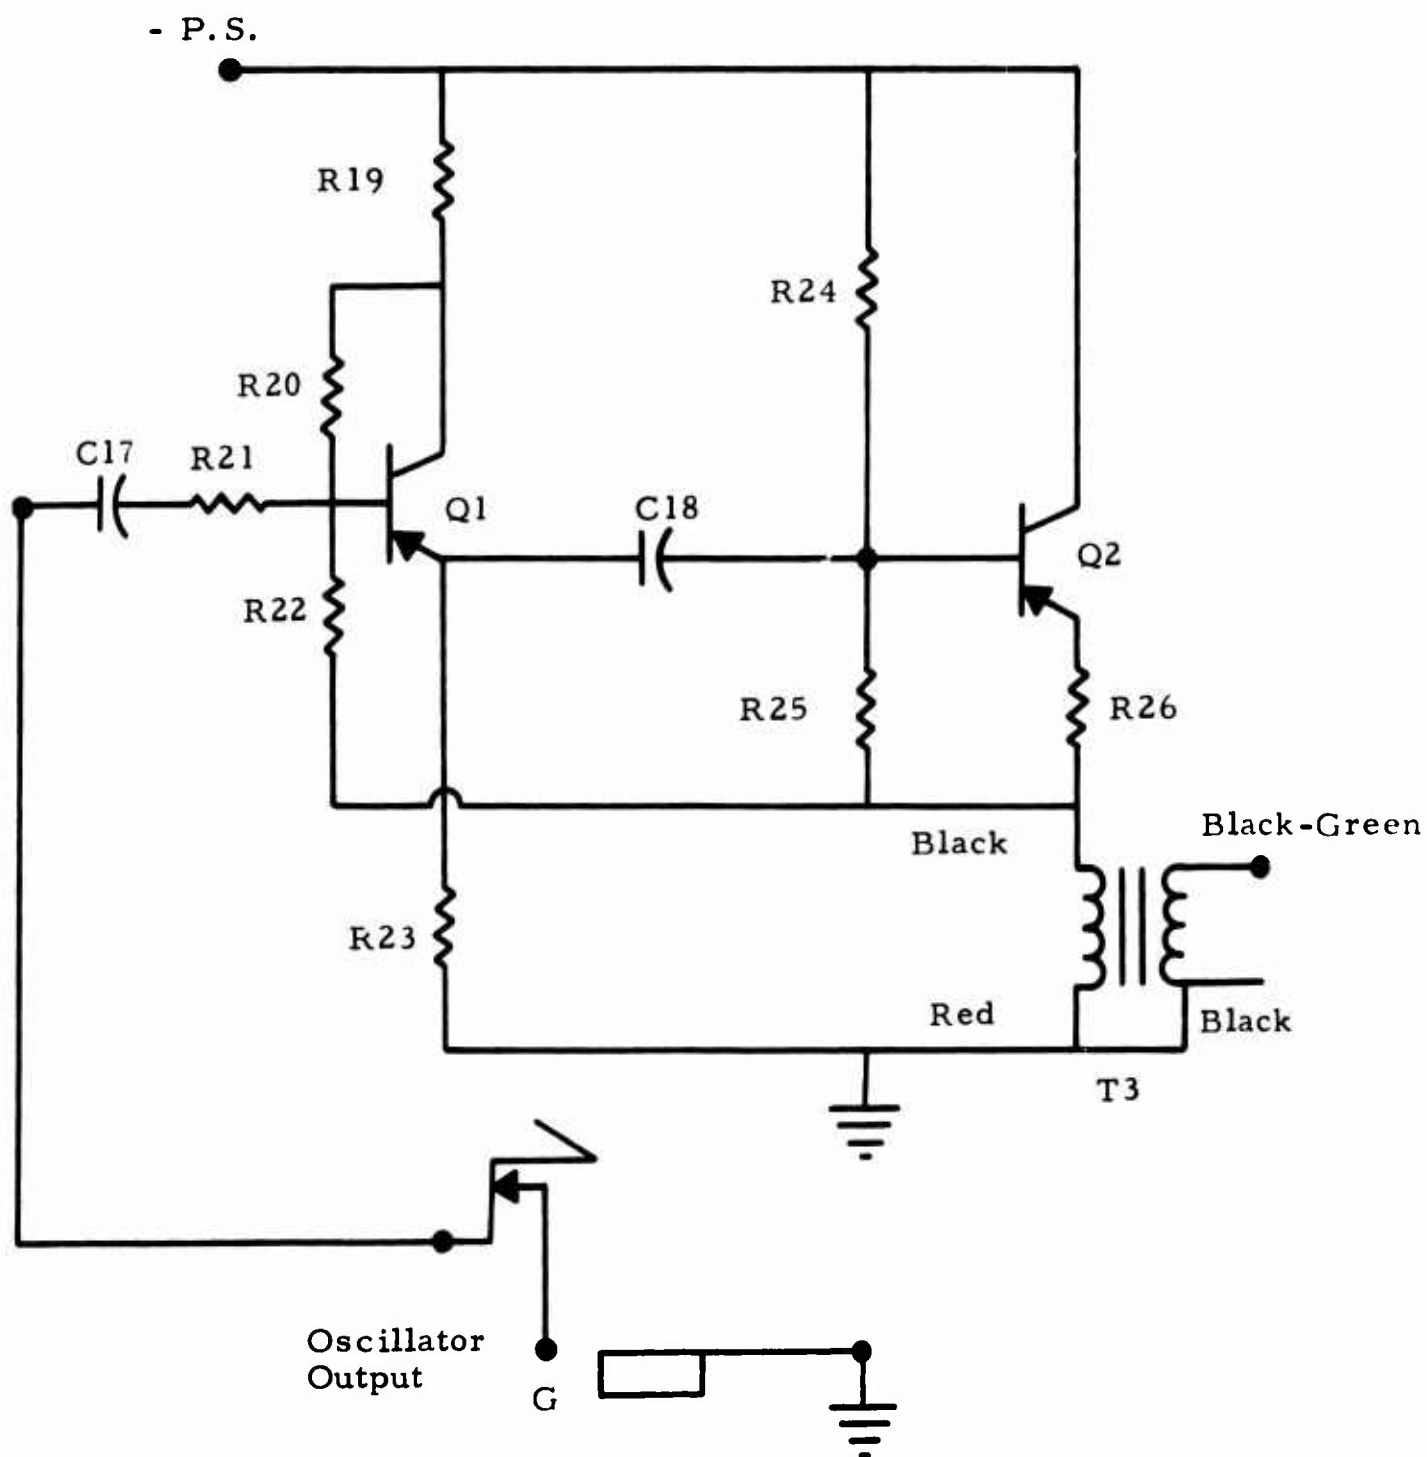 - P.S.
R19
R24
R20
C17
R21
Q1
C18
Q2
R22
R25
R26
Black
Black-Green
R23
Red
Black
T3
Oscillator
Output
G